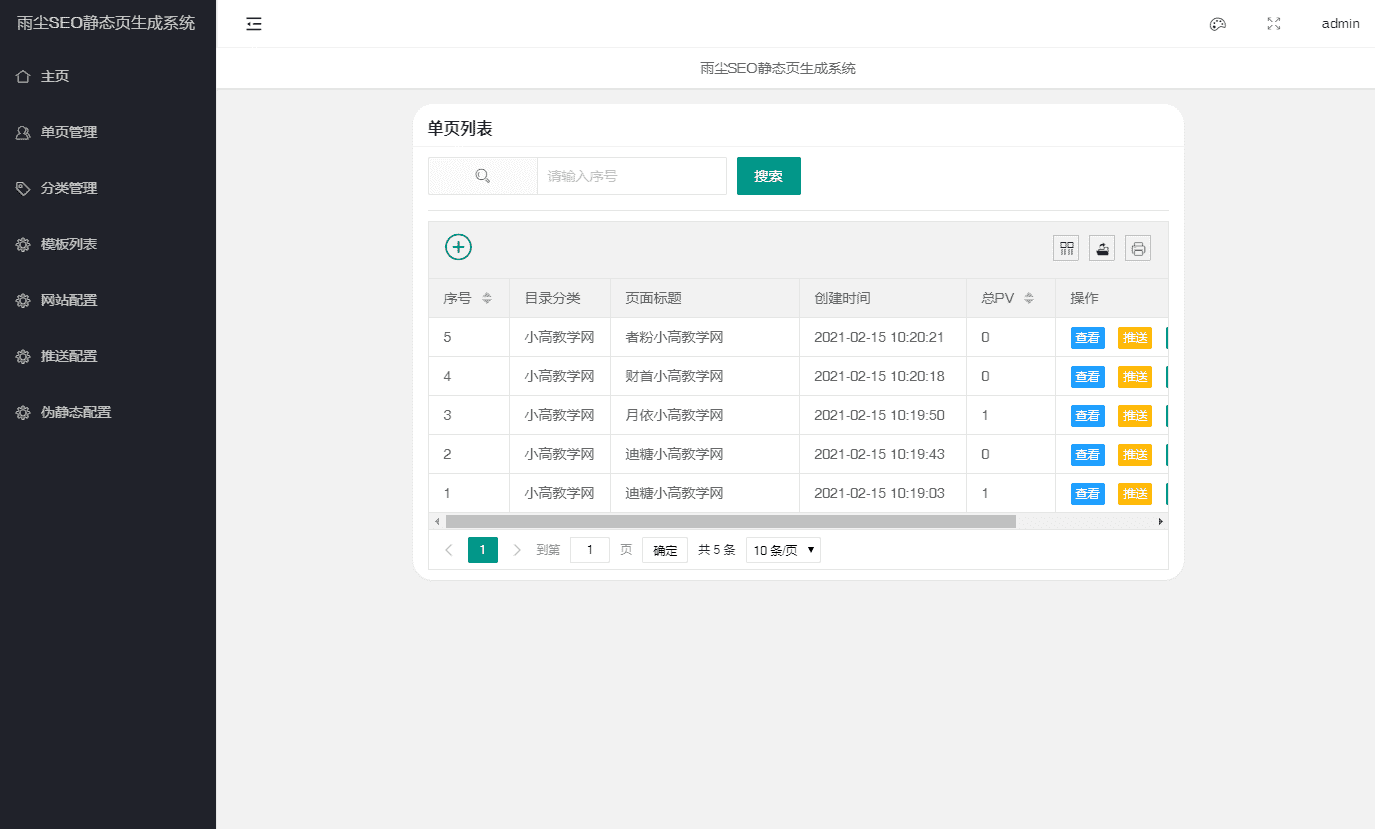 雨尘SEO静态页生成系统
admin
主页
单页管理
分类管理
模板列表
网站配置
推送配置
伪静态配置
雨尘SEO静态页生成系统
单页列表
请输入序号 搜索
序号 目录分类 页面标题 创建时间 总PV 操作
5 小高教学网 者粉小高教学网 2021-02-15 10:20:21 0 查看 推送
4 小高教学网 财首小高教学网 2021-02-15 10:20:18 0 查看 推送
3 小高教学网 月依小高教学网 2021-02-15 10:19:50 1 查看 推送
2 小高教学网 迪糖小高教学网 2021-02-15 10:19:43 0 查看 推送
1 小高教学网 迪糖小高教学网 2021-02-15 10:19:03 1 查看 推送
1 到第 1 页 确定 共 5 条 10 条/页